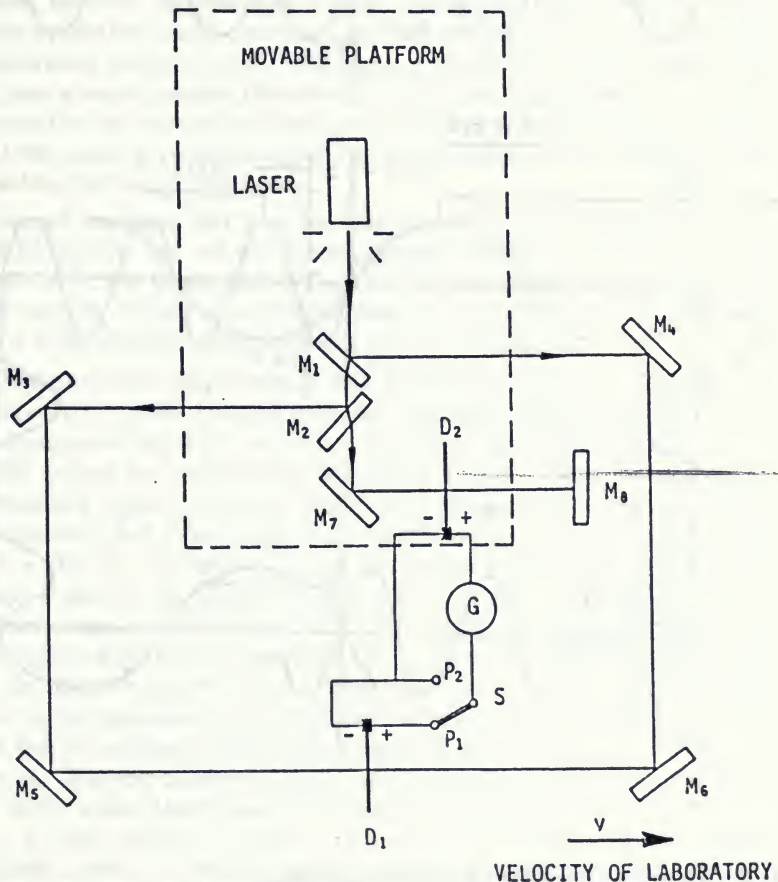 MOVABLE PLATFORM
LASER
M₁
M₄
M₃
M₂
D₂
M₇
M₈
- +
G
P₂
S
- +
P₁
M₅
M₆
D₁
V
VELOCITY OF LABORATORY